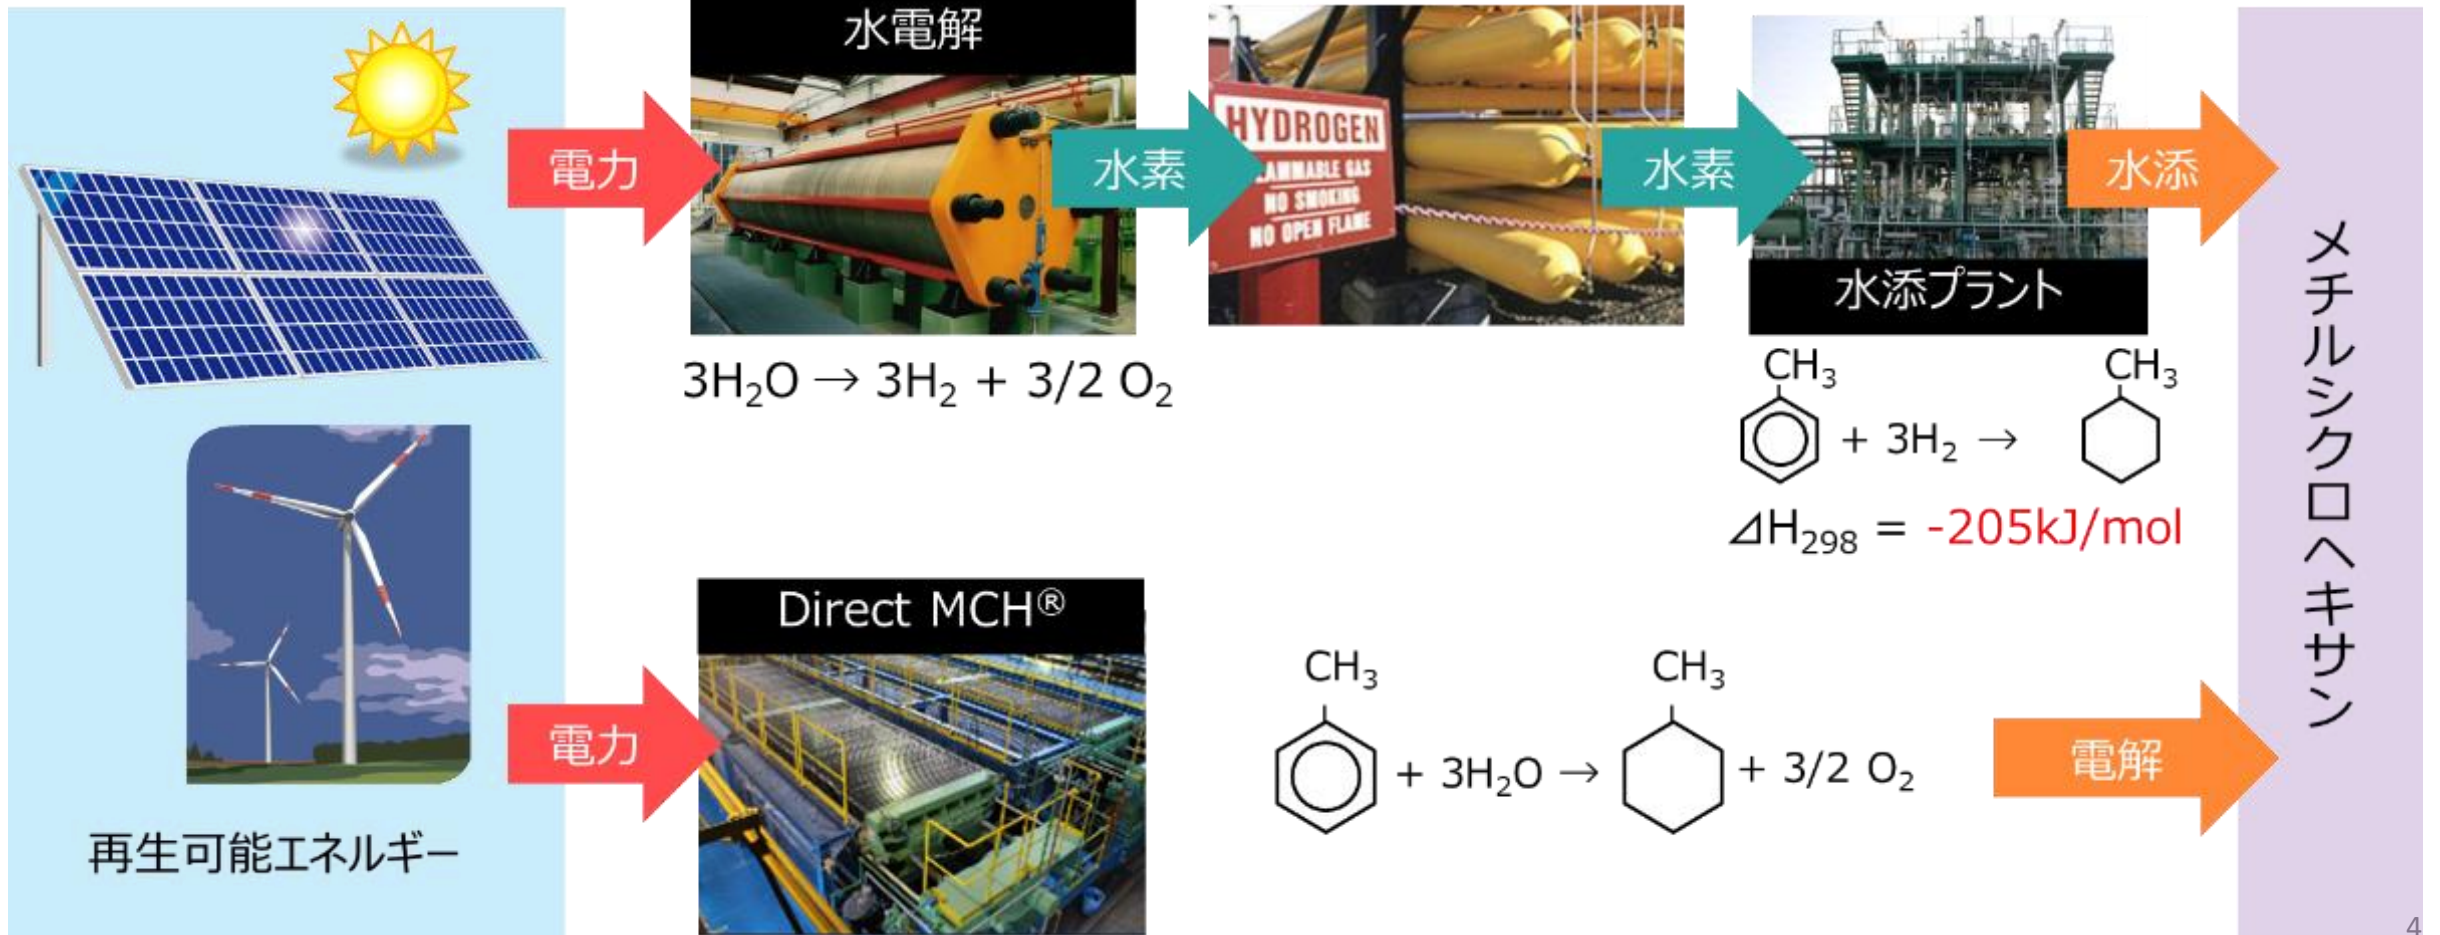 水電解
電力
水素
HYDROGEN
LAMMABLE GAS
NO SMOKING
NO OPEN FLAME
水素
水添
水添プラント
3H₂O → 3H₂ + 3/2 O₂
CH₃
CH₃
+ 3H₂ →
⊿H₂₉₈ = -205kJ/mol
メチルシクロヘキサン
Direct MCH®
電力
CH₃
CH₃
+ 3H₂O → + 3/2 O₂
電解
再生可能エネルギー
4